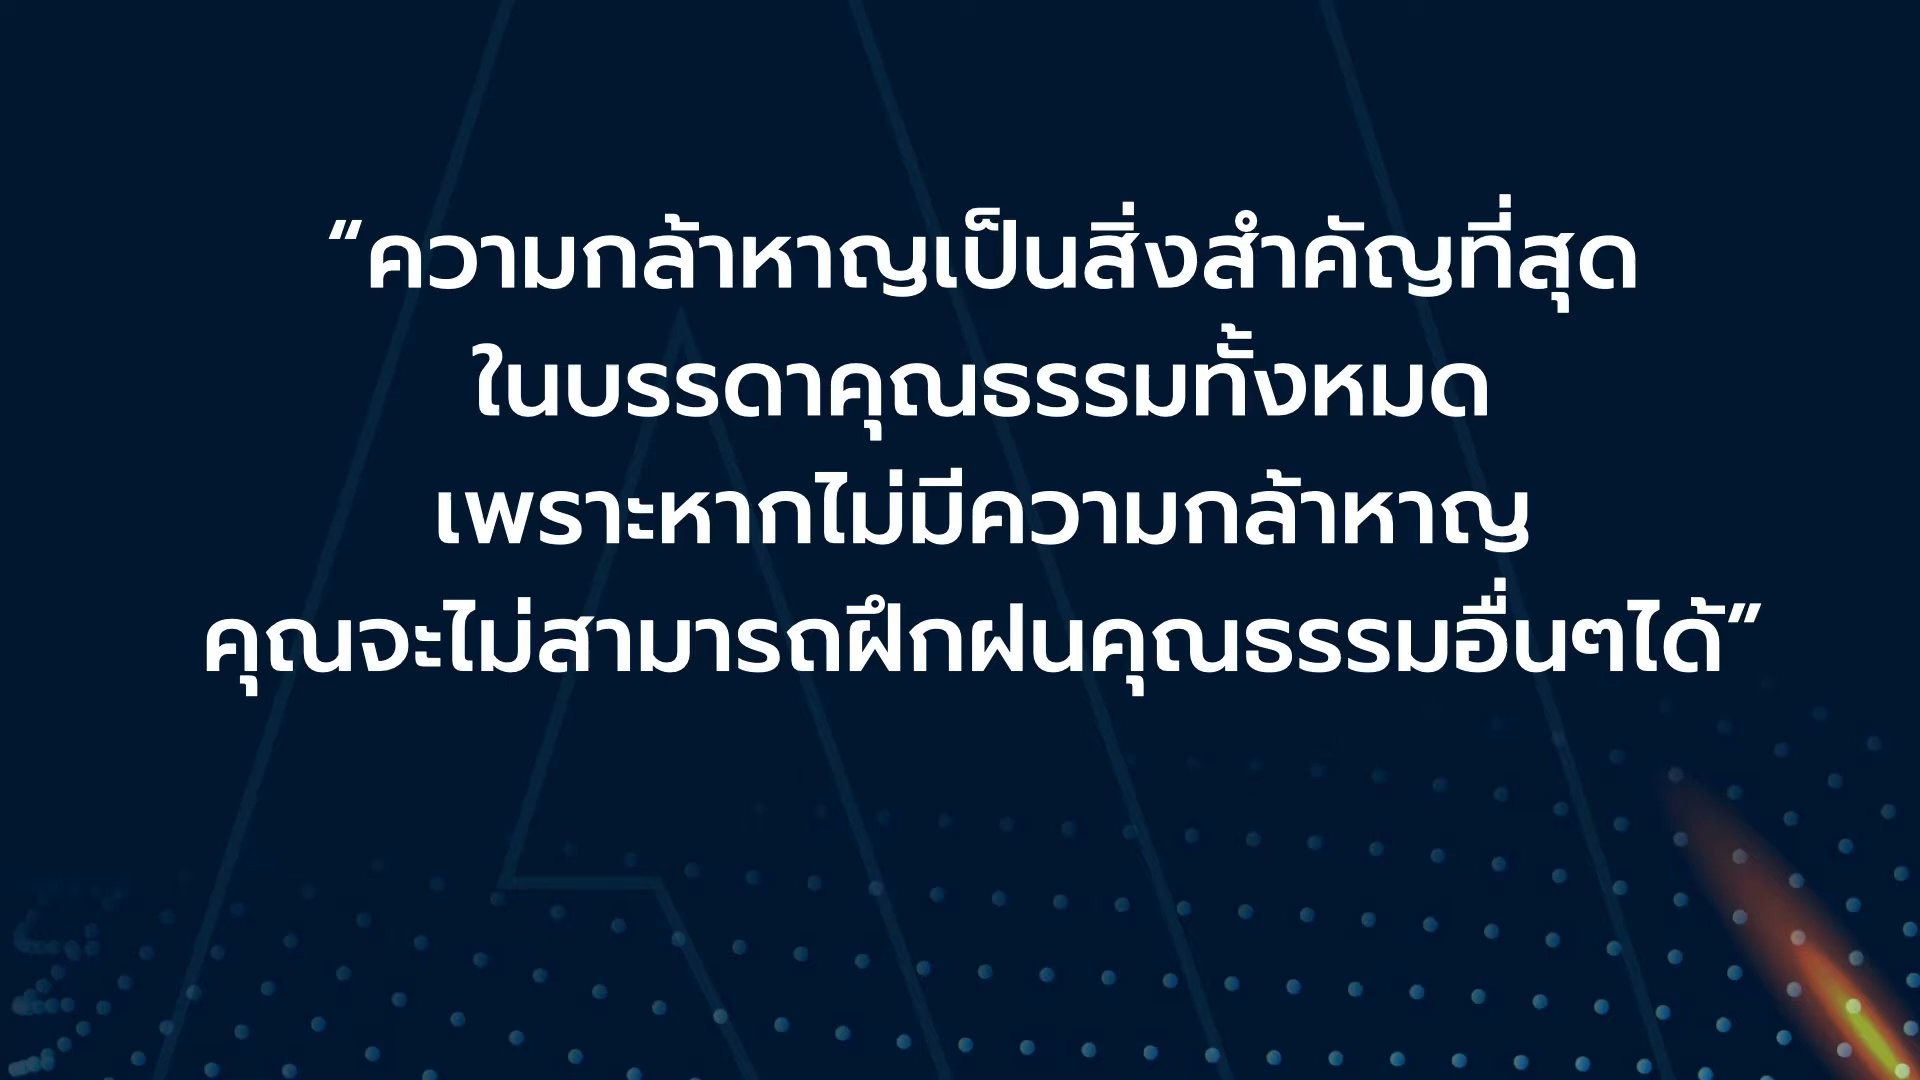 “ความกล้าหาญเป็นสิ่งสำคัญที่สุด
ในบรรดาคุณธรรมทั้งหมด
เพราะหากไม่มีความกล้าหาญ
คุณจะไม่สามารถฝึกฝนคุณธรรมอื่นๆได้”